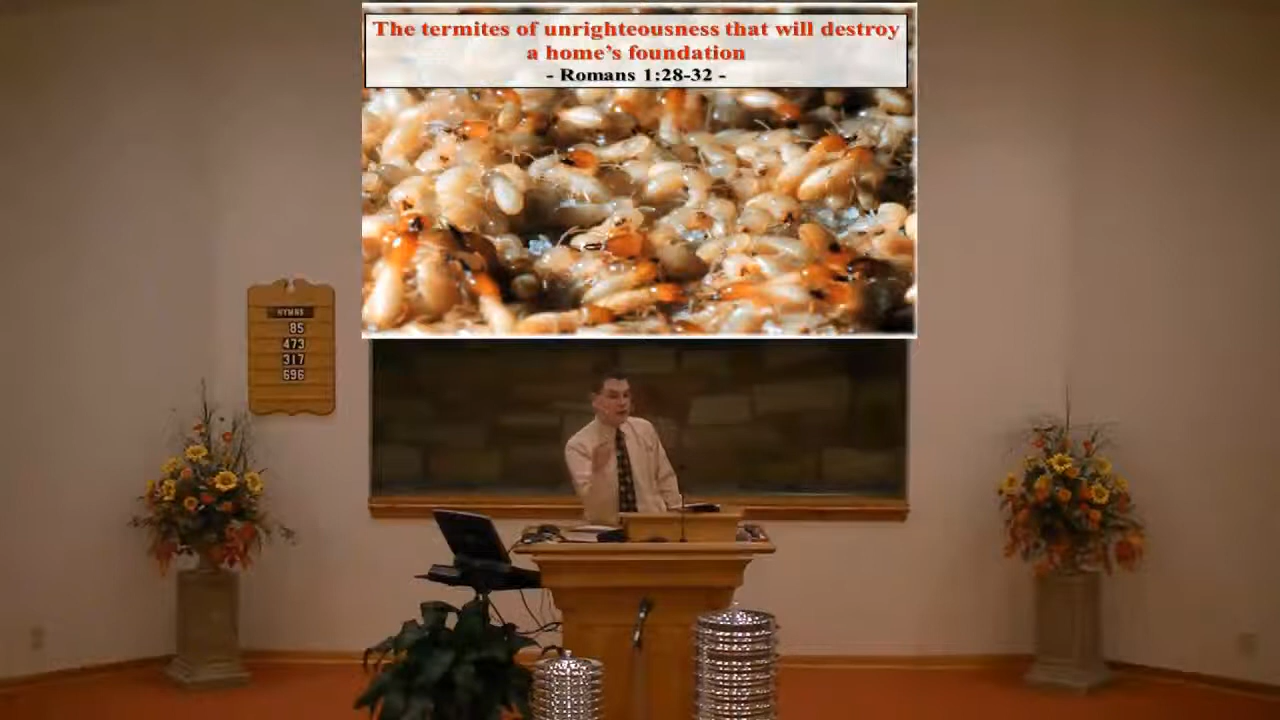 The termites of unrighteousness that will destroy
a home's foundation
- Romans 1:28-32 -
HYMNS
85
473
317
696